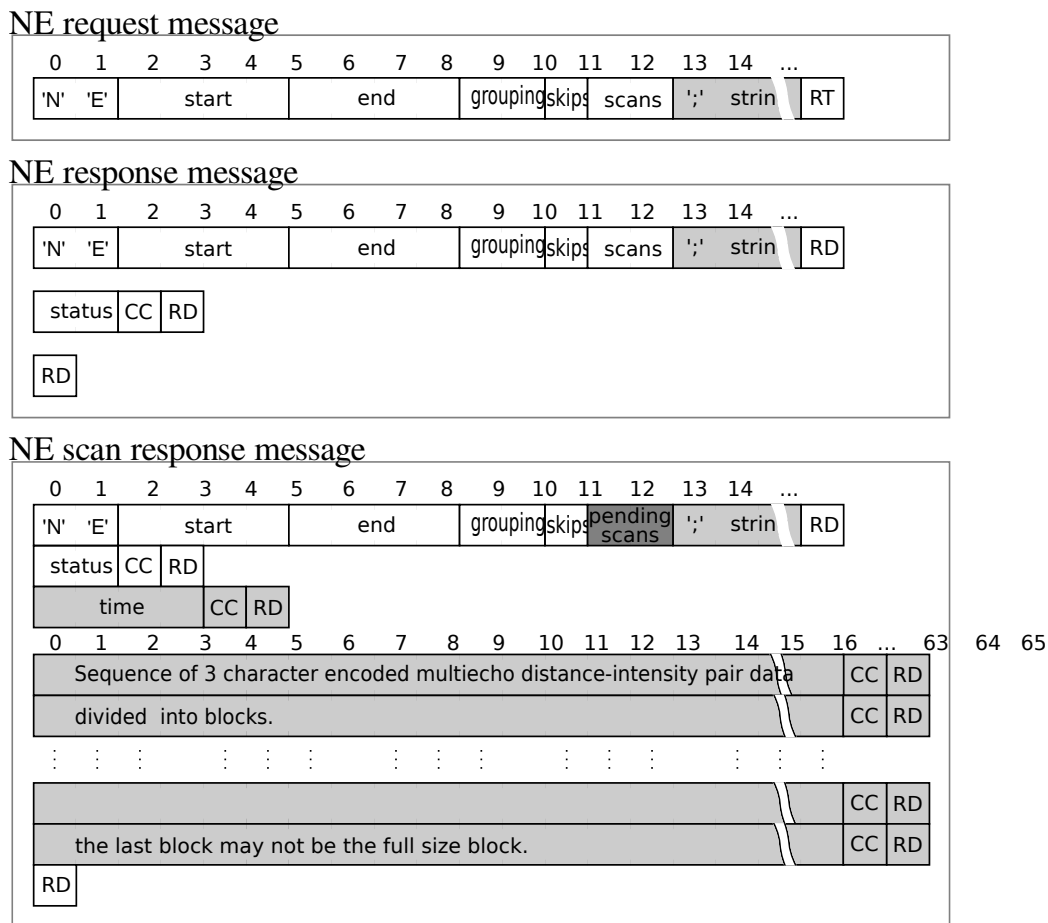 NE request message
0 1 2 3 4 5 6 7 8 9 10 11 12 13 14 ...
'N' 'E' start end grouping skips scans ';' strin RT
NE response message
0 1 2 3 4 5 6 7 8 9 10 11 12 13 14 ...
'N' 'E' start end grouping skips scans ';' strin RD
status CC RD
RD
NE scan response message
0 1 2 3 4 5 6 7 8 9 10 11 12 13 14 ...
'N' 'E' start end grouping skips pending scans ';' strin RD
status CC RD
time CC RD
0 1 2 3 4 5 6 7 8 9 10 11 12 13 14 15 16 ... 63 64 65
Sequence of 3 character encoded multiecho distance-intensity pair data CC RD
divided into blocks. CC RD
CC RD
the last block may not be the full size block. CC RD
RD